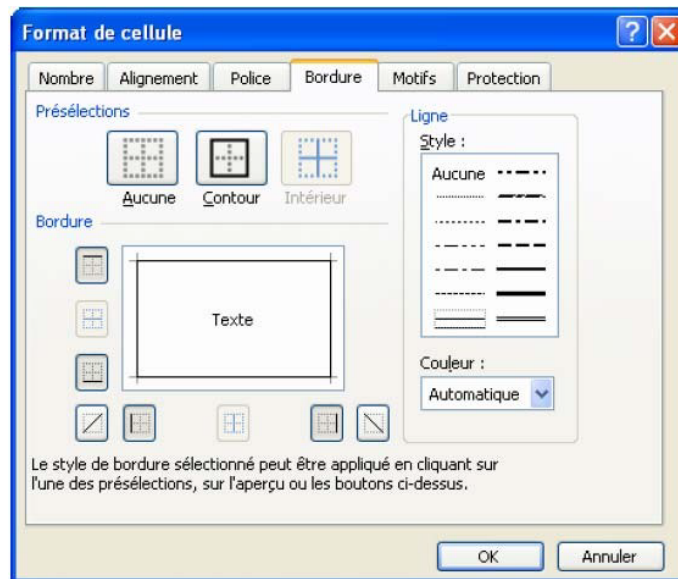 Format de cellule
Nombre Alignement Police Bordure Motifs Protection
Présélections
Aucune Contour Intérieur
Bordure
Texte
Ligne
Style :
Aucune
Couleur :
Automatique
Le style de bordure sélectionné peut être appliqué en cliquant sur
l'une des présélections, sur l'aperçu ou les boutons ci-dessus.
OK Annuler